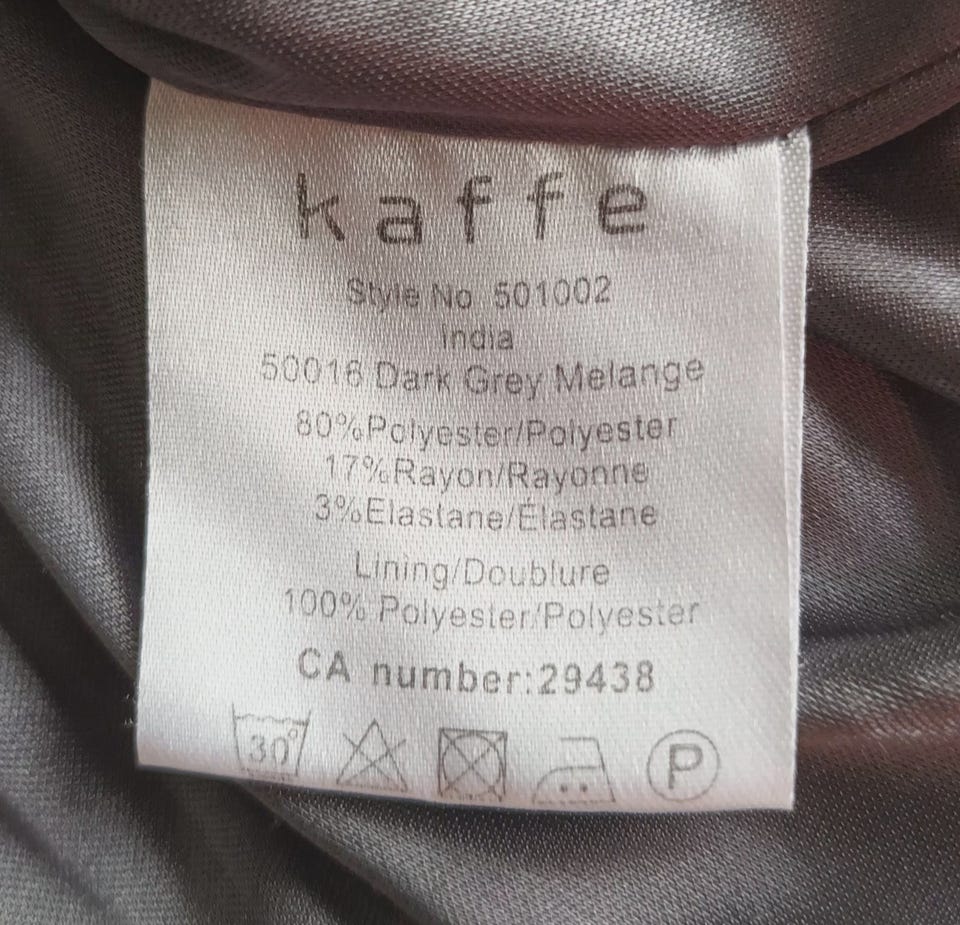 kaffe
Style No 501002
india
50016 Dark Grey Melange
80%Polyester/Polyester
17%Rayon/Rayonne
3%Elastane/Élastane
Lining/Doublure
100% Polyester/Polyester
CA number:29438
30° P